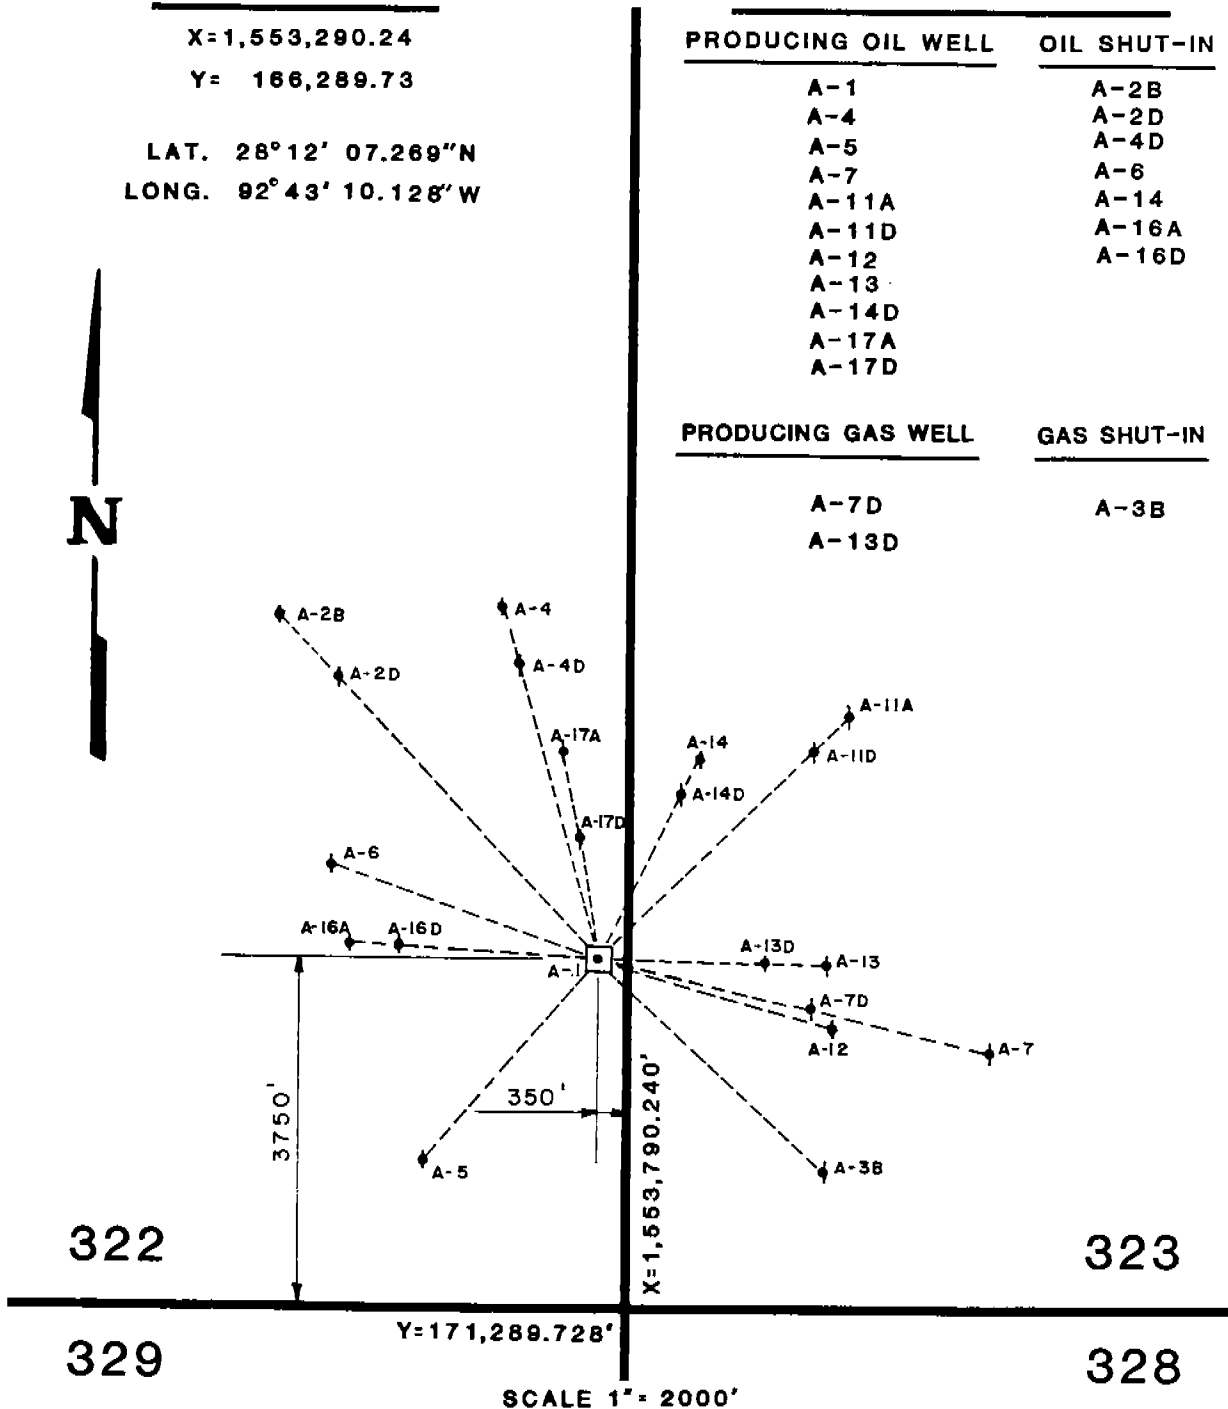 X=1,553,290.24
Y= 166,289.73
LAT. 28°12' 07.269"N
LONG. 92°43' 10.128"W
PRODUCING OIL WELL
A-1
A-4
A-5
A-7
A-11A
A-11D
A-12
A-13
A-14D
A-17A
A-17D
OIL SHUT-IN
A-2B
A-2D
A-4D
A-6
A-14
A-16A
A-16D
PRODUCING GAS WELL
A-7D
A-13D
GAS SHUT-IN
A-3B
N
A-2B
A-4
A-2D
A-4D
A-11A
A-17A
A-14
A-11D
A-14D
A-17D
A-6
A-16A
A-16D
A-13D
A-1
A-13
A-7D
A-12
A-7
350'
3750'
X=1,553,790.240'
A-5
A-3B
322
323
Y=171,289.728'
329
328
SCALE 1"= 2000'